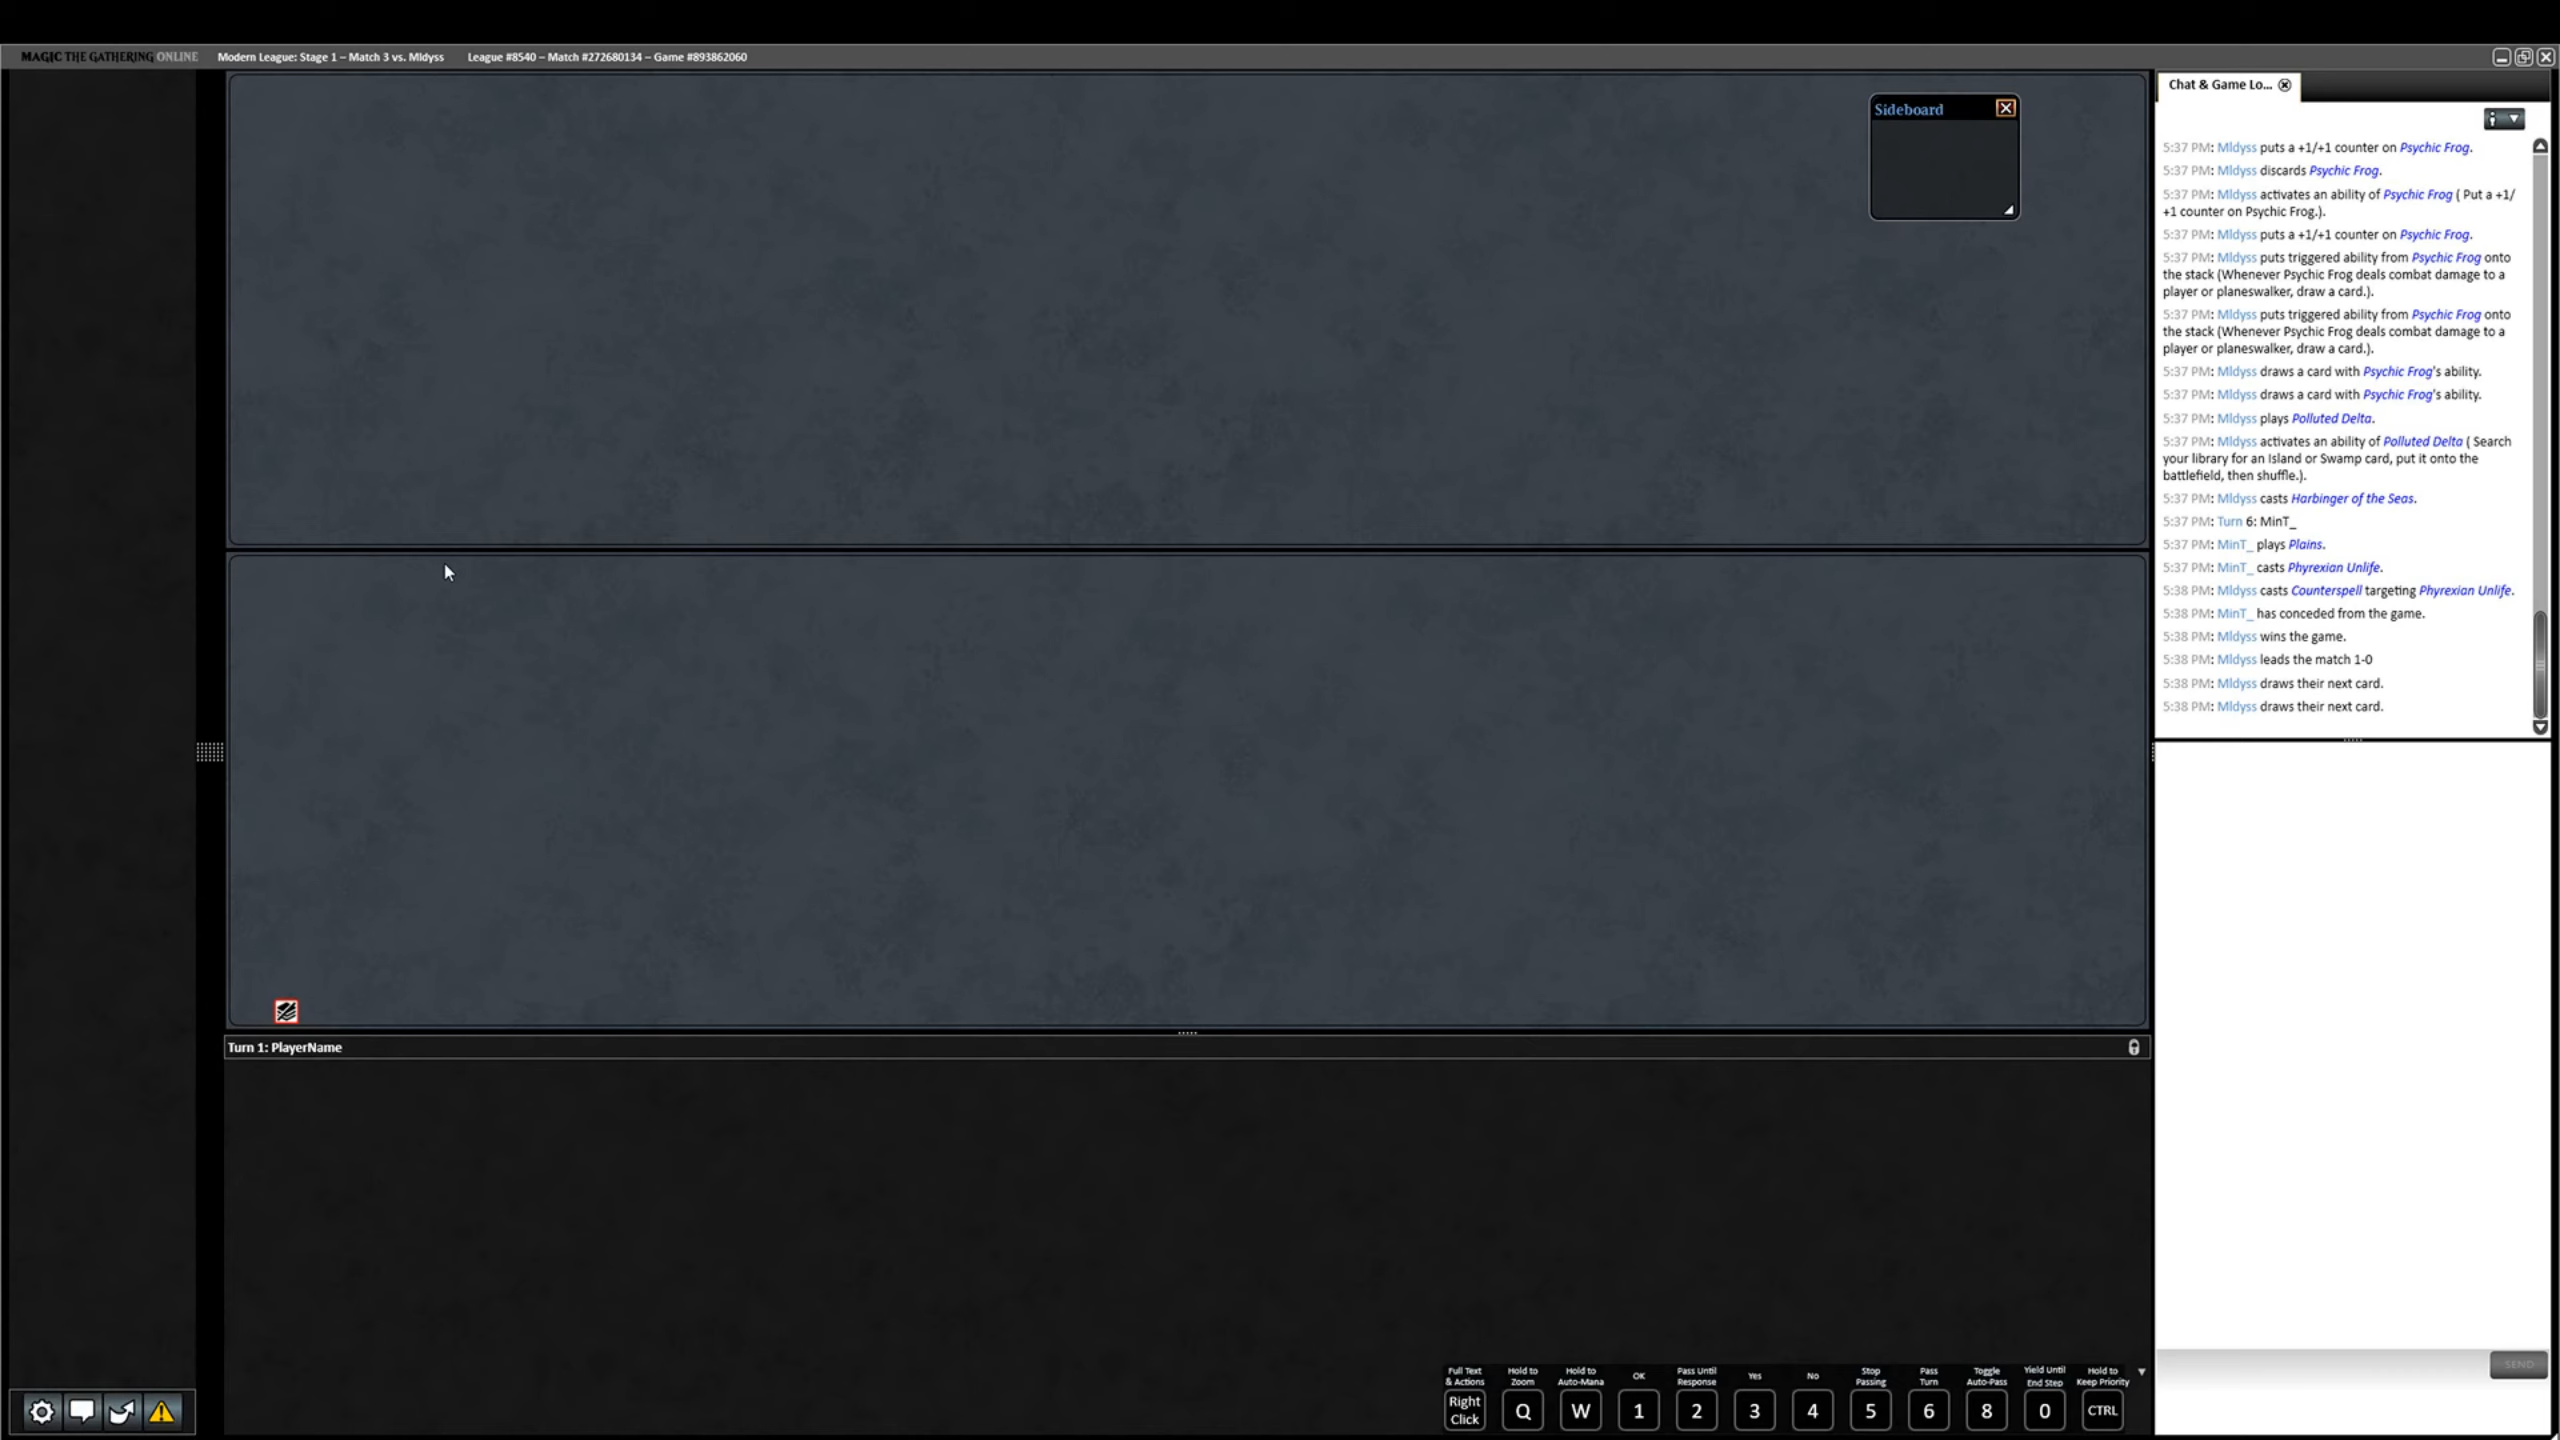 MAGIC THE GATHERING ONLINE
Modern League: Stage 1 – Match 3 vs. Mldyss
League #8540 – Match #272680134 – Game #893862060
Sideboard
Turn 1: PlayerName
Chat & Game Lo...
5:37 PM: Mldyss puts a +1/+1 counter on Psychic Frog.
5:37 PM: Mldyss discards Psychic Frog.
5:37 PM: Mldyss activates an ability of Psychic Frog ( Put a +1/
+1 counter on Psychic Frog.).
5:37 PM: Mldyss puts a +1/+1 counter on Psychic Frog.
5:37 PM: Mldyss puts triggered ability from Psychic Frog onto
the stack (Whenever Psychic Frog deals combat damage to a
player or planeswalker, draw a card.).
5:37 PM: Mldyss puts triggered ability from Psychic Frog onto
the stack (Whenever Psychic Frog deals combat damage to a
player or planeswalker, draw a card.).
5:37 PM: Mldyss draws a card with Psychic Frog's ability.
5:37 PM: Mldyss draws a card with Psychic Frog's ability.
5:37 PM: Mldyss plays Polluted Delta.
5:37 PM: Mldyss activates an ability of Polluted Delta ( Search
your library for an Island or Swamp card, put it onto the
battlefield, then shuffle.).
5:37 PM: Mldyss casts Harbinger of the Seas.
5:37 PM: Turn 6: MinT_
5:37 PM: MinT_ plays Plains.
5:37 PM: MinT_ casts Phyrexian Unlife.
5:38 PM: Mldyss casts Counterspell targeting Phyrexian Unlife.
5:38 PM: MinT_ has conceded from the game.
5:38 PM: Mldyss wins the game.
5:38 PM: Mldyss leads the match 1-0
5:38 PM: Mldyss draws their next card.
5:38 PM: Mldyss draws their next card.
SEND
Full Text
& Actions
Right
Click
Hold to
Zoom
Q
Hold to
Auto-Mana
W
OK
1
Pass Until
Response
2
Yes
3
No
4
Stop
Passing
5
Pass
Turn
6
Toggle
Auto-Pass
8
Yield Until
End Step
0
Hold to
Keep Priority
CTRL